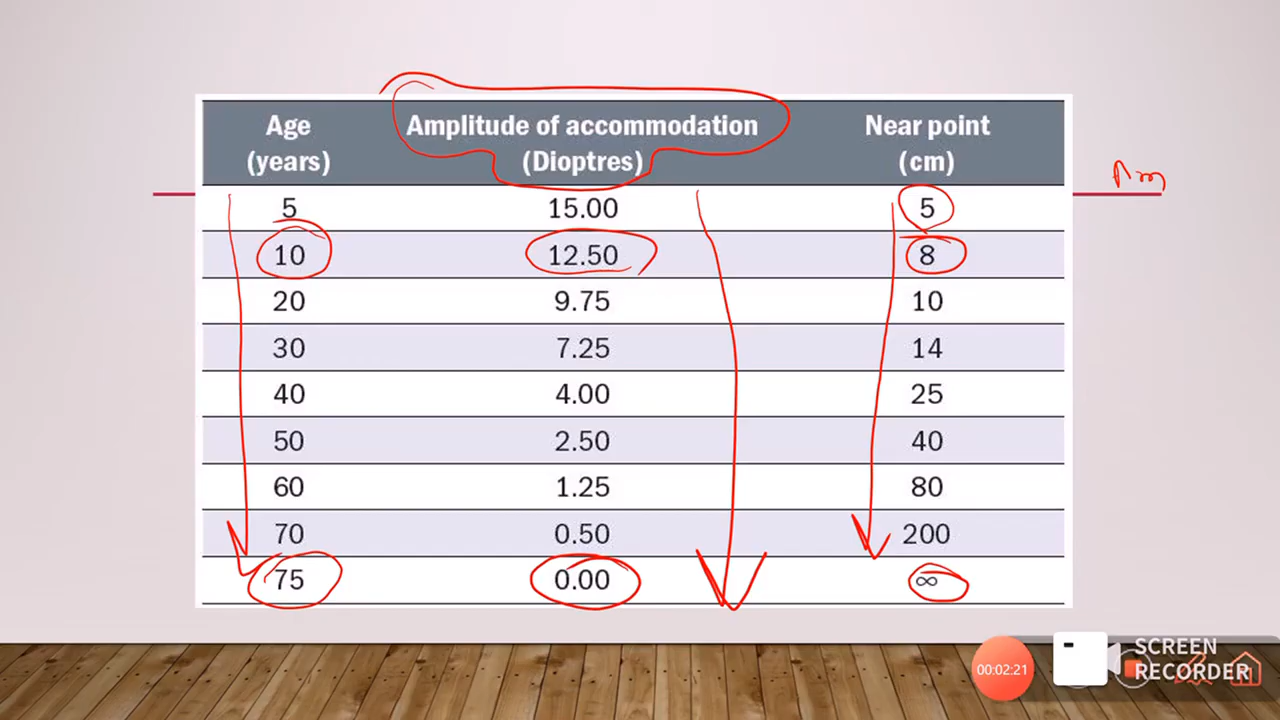 Age Amplitude of accommodation Near point
(years) (Dioptres) (cm)
5 15.00 5
10 12.50 8
20 9.75 10
30 7.25 14
40 4.00 25
50 2.50 40
60 1.25 80
70 0.50 200
75 0.00 ∞
00:02:21
SCREEN
RECORDER